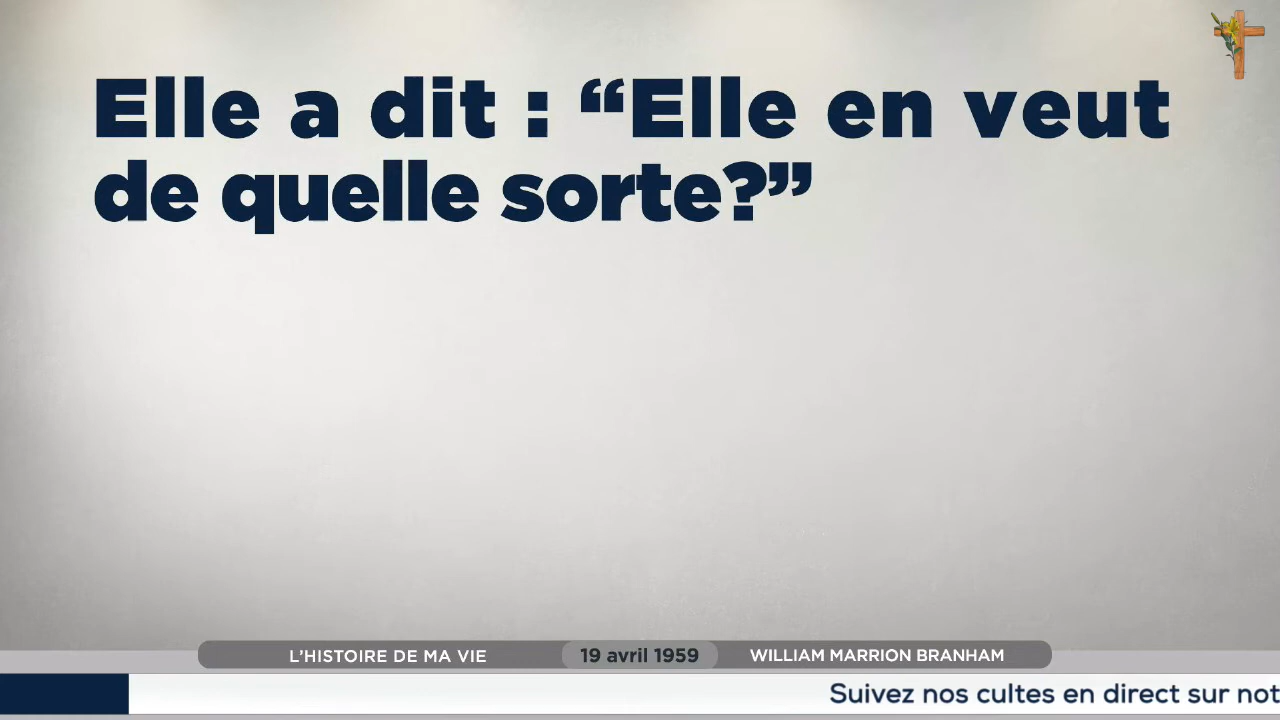 Elle a dit : “Elle en veut
de quelle sorte?”
L’HISTOIRE DE MA VIE
19 avril 1959
WILLIAM MARRION BRANHAM
Suivez nos cultes en direct sur not